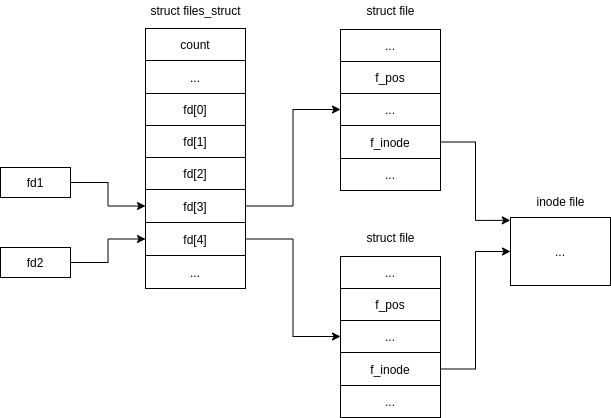 struct files_struct
struct file
count
...
...
f_pos
fd[0]
...
fd[1]
f_inode
fd[2]
...
fd1
fd[3]
inode file
struct file
fd[4]
fd2
...
...
...
f_pos
...
f_inode
...